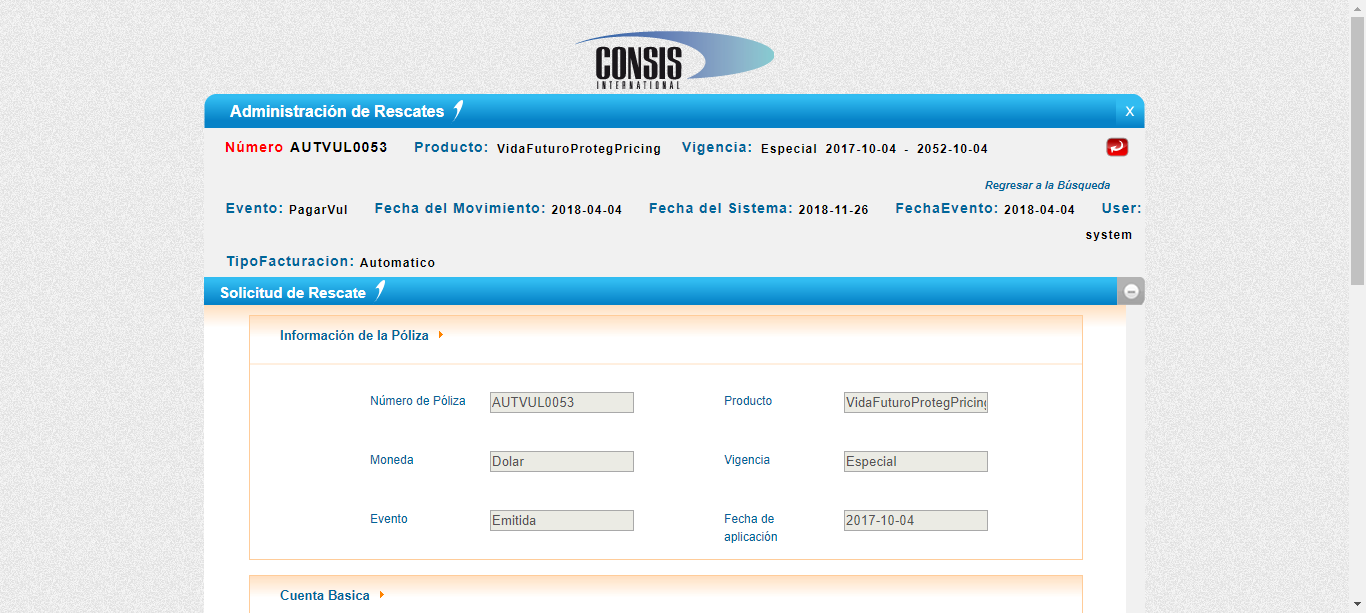 CONSIS
INTERNATIONAL
Administración de Rescates
X
Número AUTVUL0053 Producto: VidaFuturoProtegPricing Vigencia: Especial 2017-10-04 - 2052-10-04
Regresar a la Búsqueda
Evento: PagarVul Fecha del Movimiento: 2018-04-04 Fecha del Sistema: 2018-11-26 FechaEvento: 2018-04-04 User:
system
TipoFacturacion: Automatico
Solicitud de Rescate
Información de la Póliza
Número de Póliza AUTVUL0053 Producto VidaFuturoProtegPricing
Moneda Dolar Vigencia Especial
Evento Emitida Fecha de
aplicación 2017-10-04
Cuenta Basica